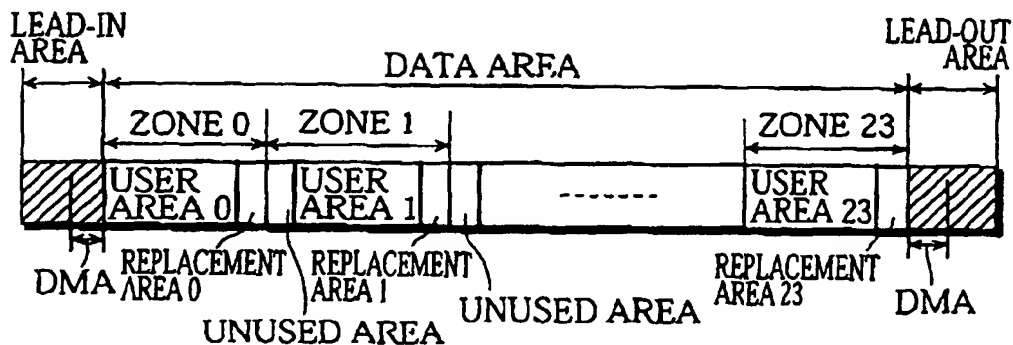 LEAD-IN
AREA
DATA AREA
LEAD-OUT
AREA
ZONE 0
ZONE 1
ZONE 23
USER
AREA 0
USER
AREA 1
--------
USER
AREA 23
DMA
REPLACEMENT
AREA 0
UNUSED AREA
REPLACEMENT
AREA 1
UNUSED AREA
REPLACEMENT
AREA 23
DMA